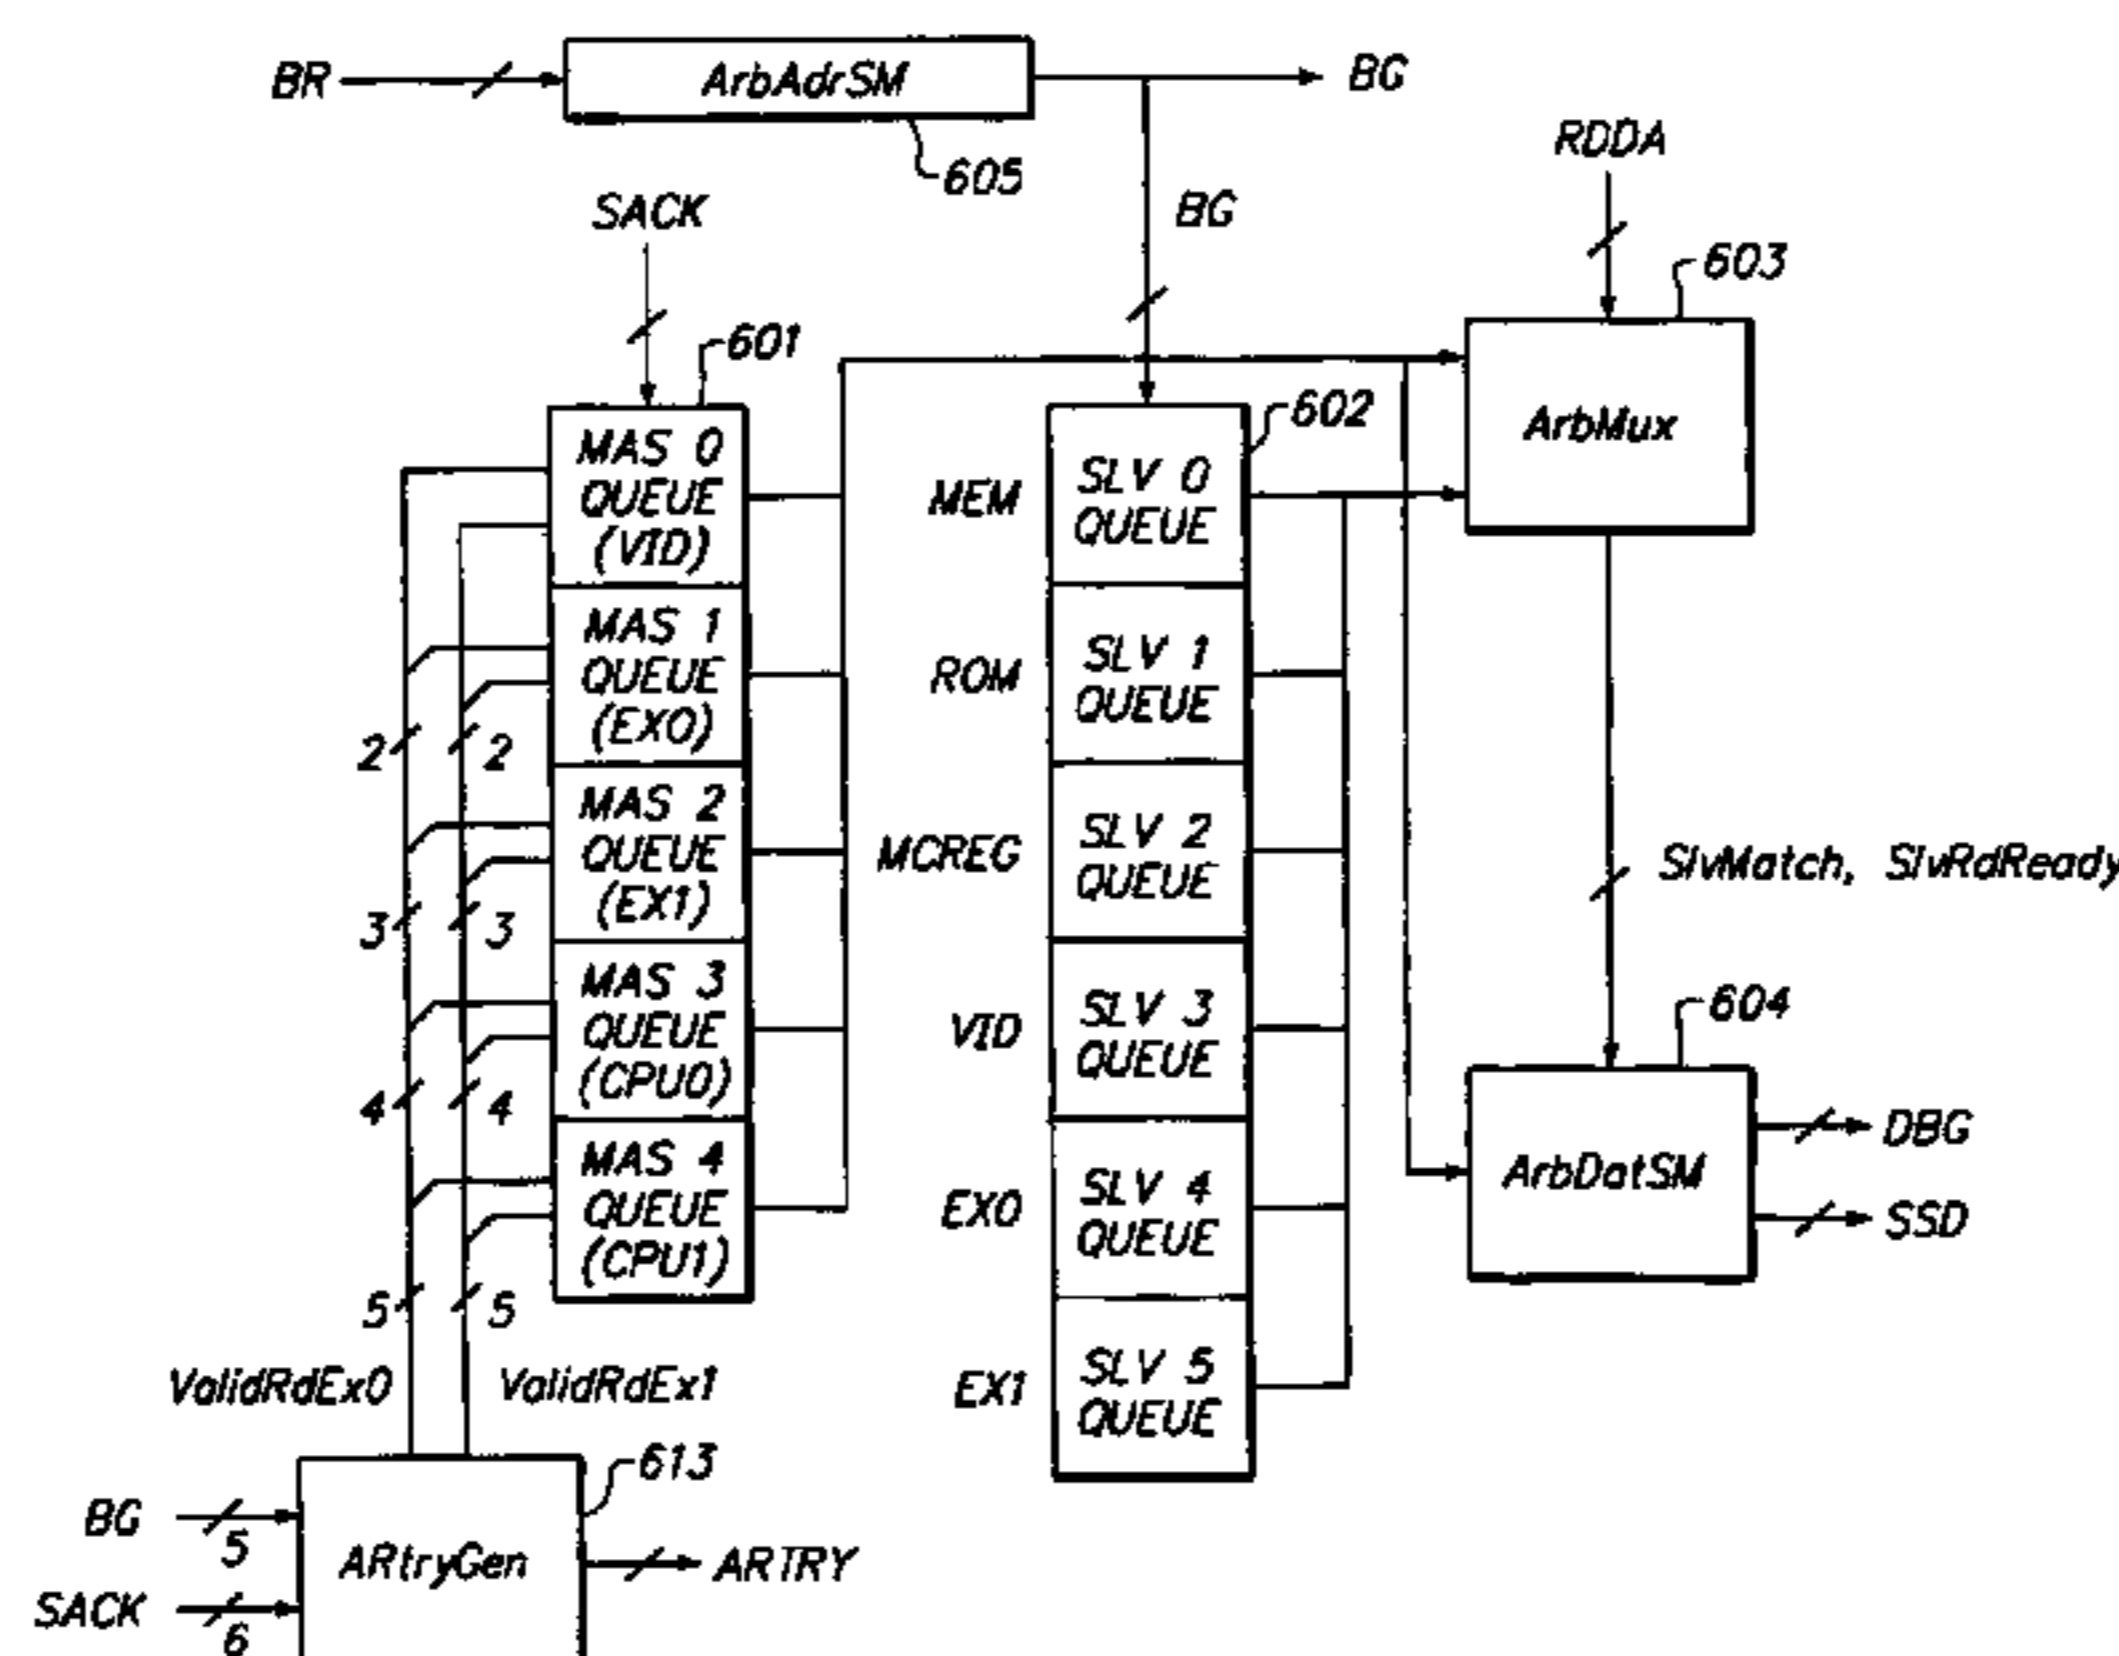 BR
ArbAdrSM
BG
605
RDDA
SACK
BG
603
601
602
ArbMux
MAS 0
QUEUE
(VID)
MEM
SLV 0
QUEUE
MAS 1
QUEUE
(EX0)
ROM
SLV 1
QUEUE
2
2
MAS 2
QUEUE
(EX1)
MCREG
SLV 2
QUEUE
SlvMatch, SlvRdReady
3
3
MAS 3
QUEUE
(CPU0)
VID
SLV 3
QUEUE
604
4
4
MAS 4
QUEUE
(CPU1)
EX0
SLV 4
QUEUE
ArbDatSM
DBG
SSD
5
5
ValidRdEx0
ValidRdEx1
EX1
SLV 5
QUEUE
613
BG
5
ARtryGen
ARTRY
SACK
6